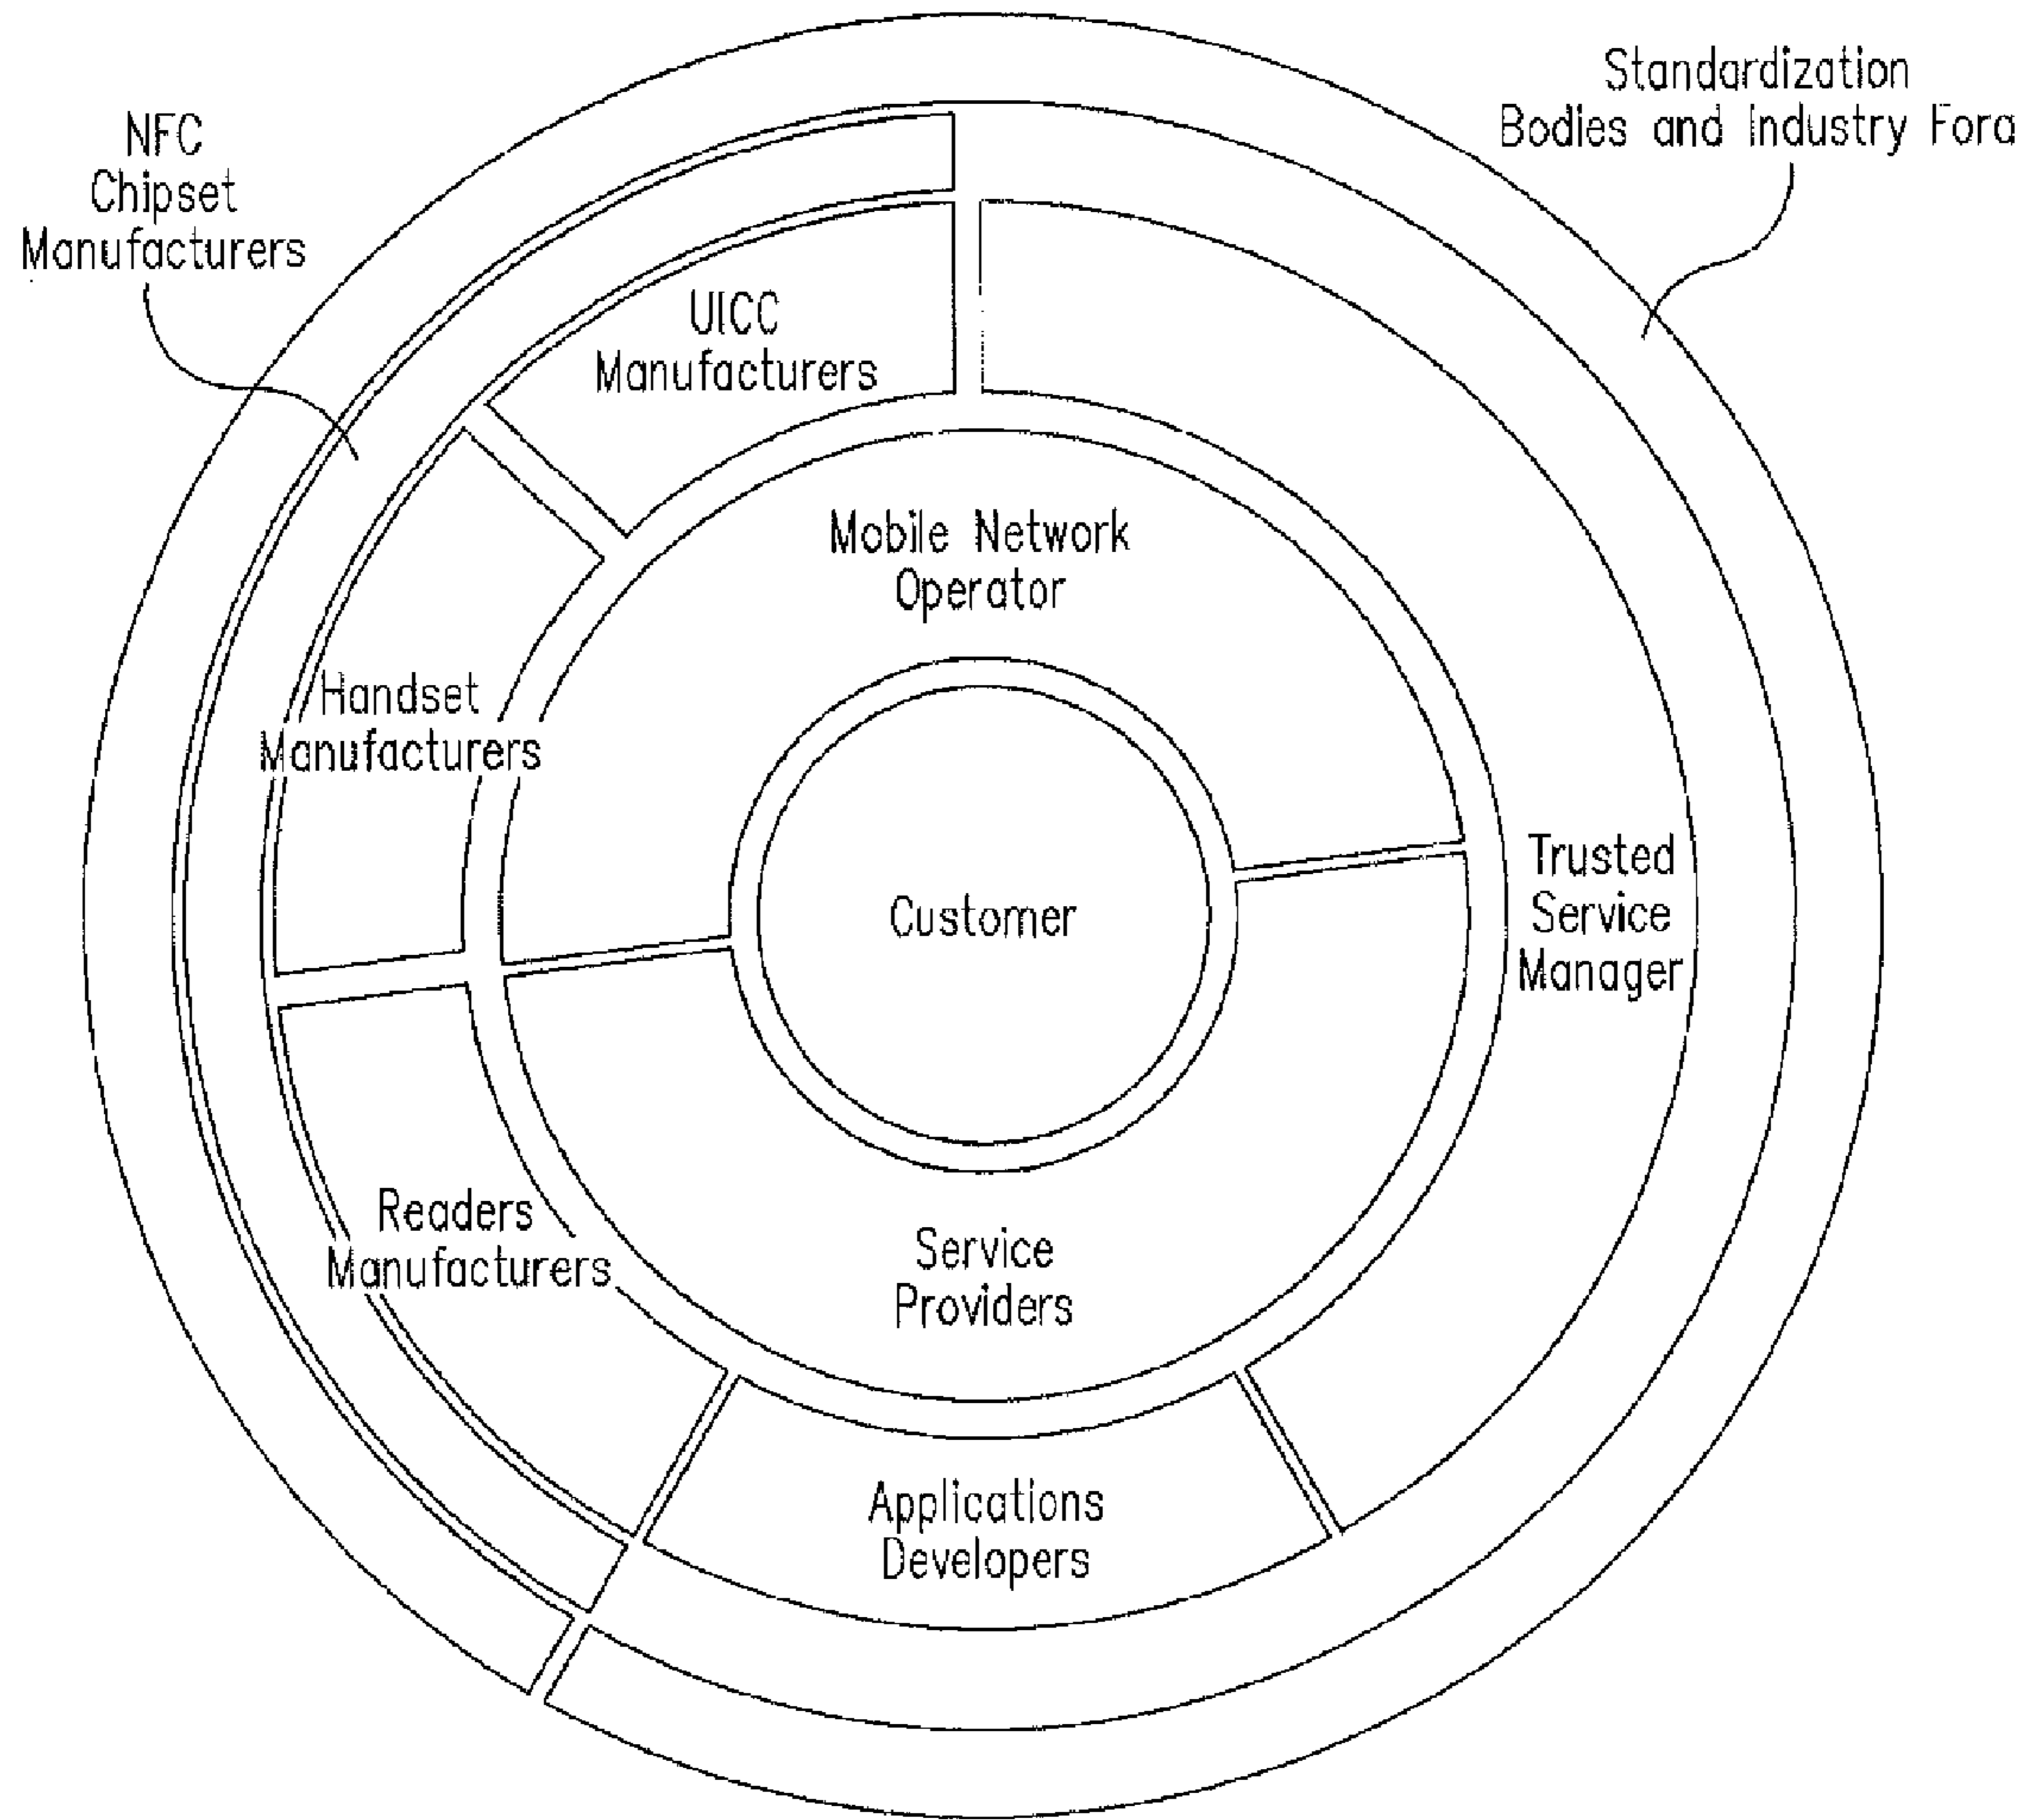 Standardization
Bodies and Industry Fora
NFC
Chipset
Manufacturers
UICC
Manufacturers
Mobile Network
Operator
Handset
Manufacturers
Customer
Trusted
Service
Manager
Readers
Manufacturers
Service
Providers
Applications
Developers